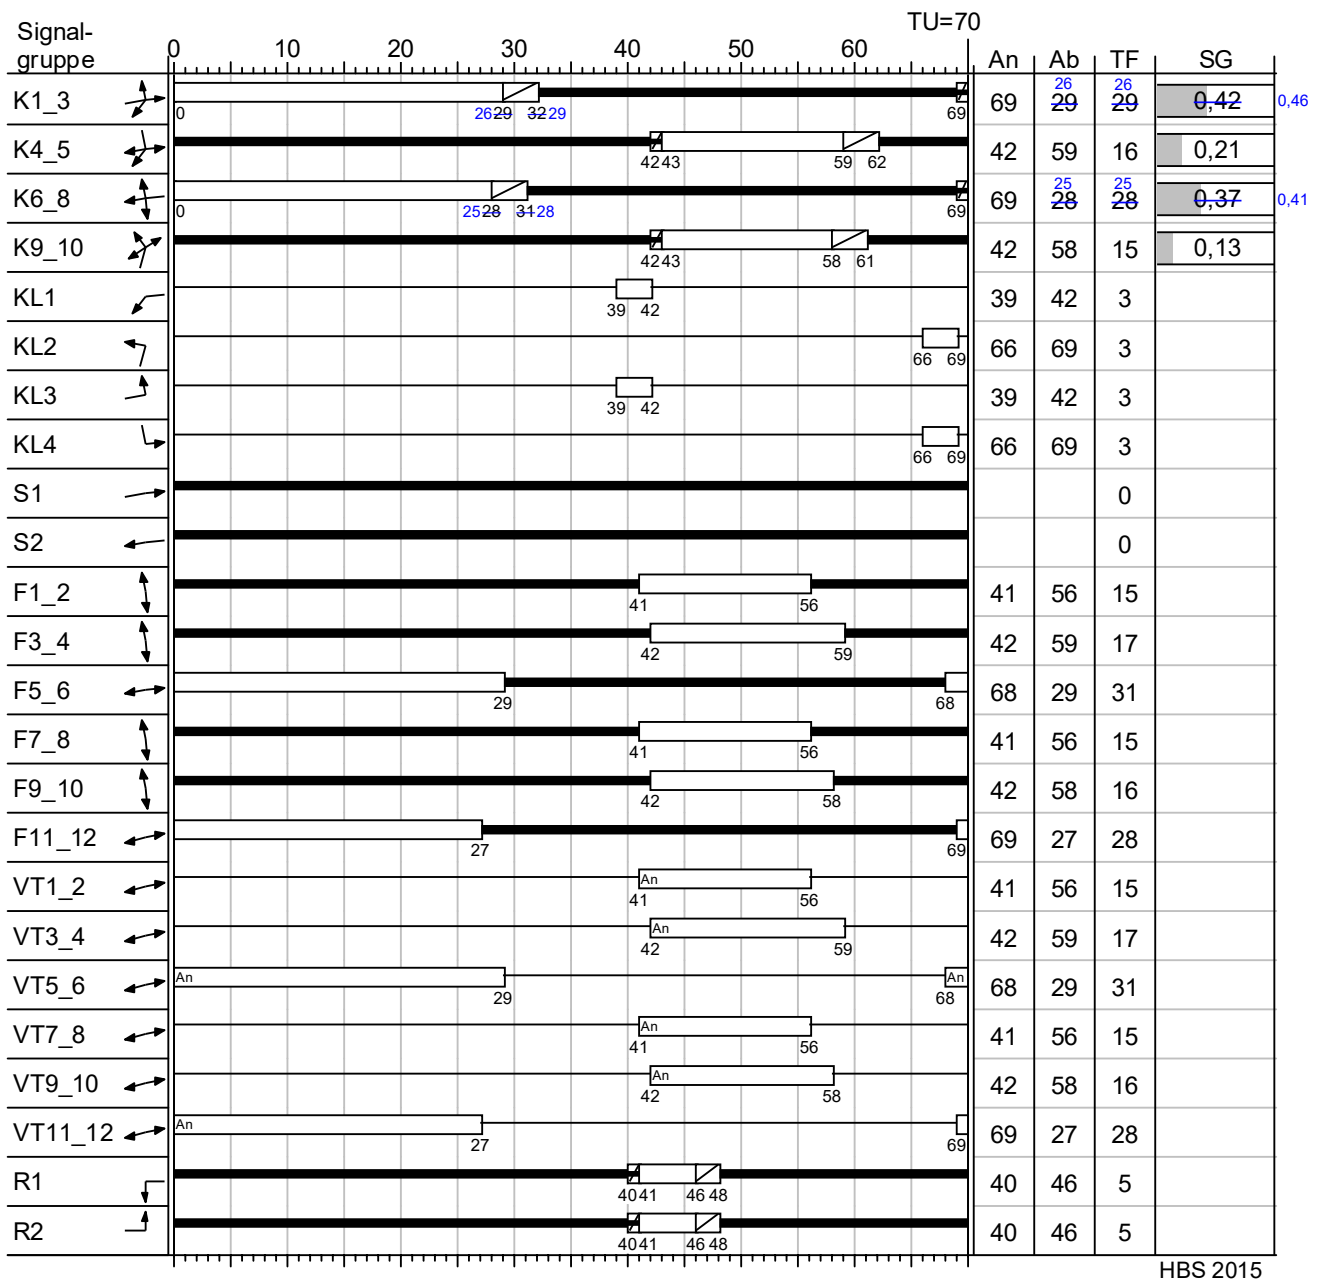 TU=70
Signal-
gruppe
0 10 20 30 40 50 60 An Ab TF SG
26 26
K1_3 69 29 29 0,42 0,46
0 26 29 32 29 69
K4_5 42 59 16 0,21
42 43 59 62
25 25
K6_8 69 28 28 0,37 0,41
0 25 28 31 28 69
K9_10 42 58 15 0,13
42 43 58 61
KL1 39 42 3
39 42
KL2 66 69 3
66 69
KL3 39 42 3
39 42
KL4 66 69 3
66 69
S1 0
S2 0
F1_2 41 56 15
41 56
F3_4 42 59 17
42 59
F5_6 68 29 31
29 68
F7_8 41 56 15
41 56
F9_10 42 58 16
42 58
F11_12 69 27 28
27 69
VT1_2 An 41 56 15
41 56
VT3_4 An 42 59 17
42 59
VT5_6 An An 68 29 31
29 68
VT7_8 An 41 56 15
41 56
VT9_10 An 42 58 16
42 58
VT11_12 An 69 27 28
27 69
R1 40 46 5
40 41 46 48
R2 40 46 5
40 41 46 48
HBS 2015